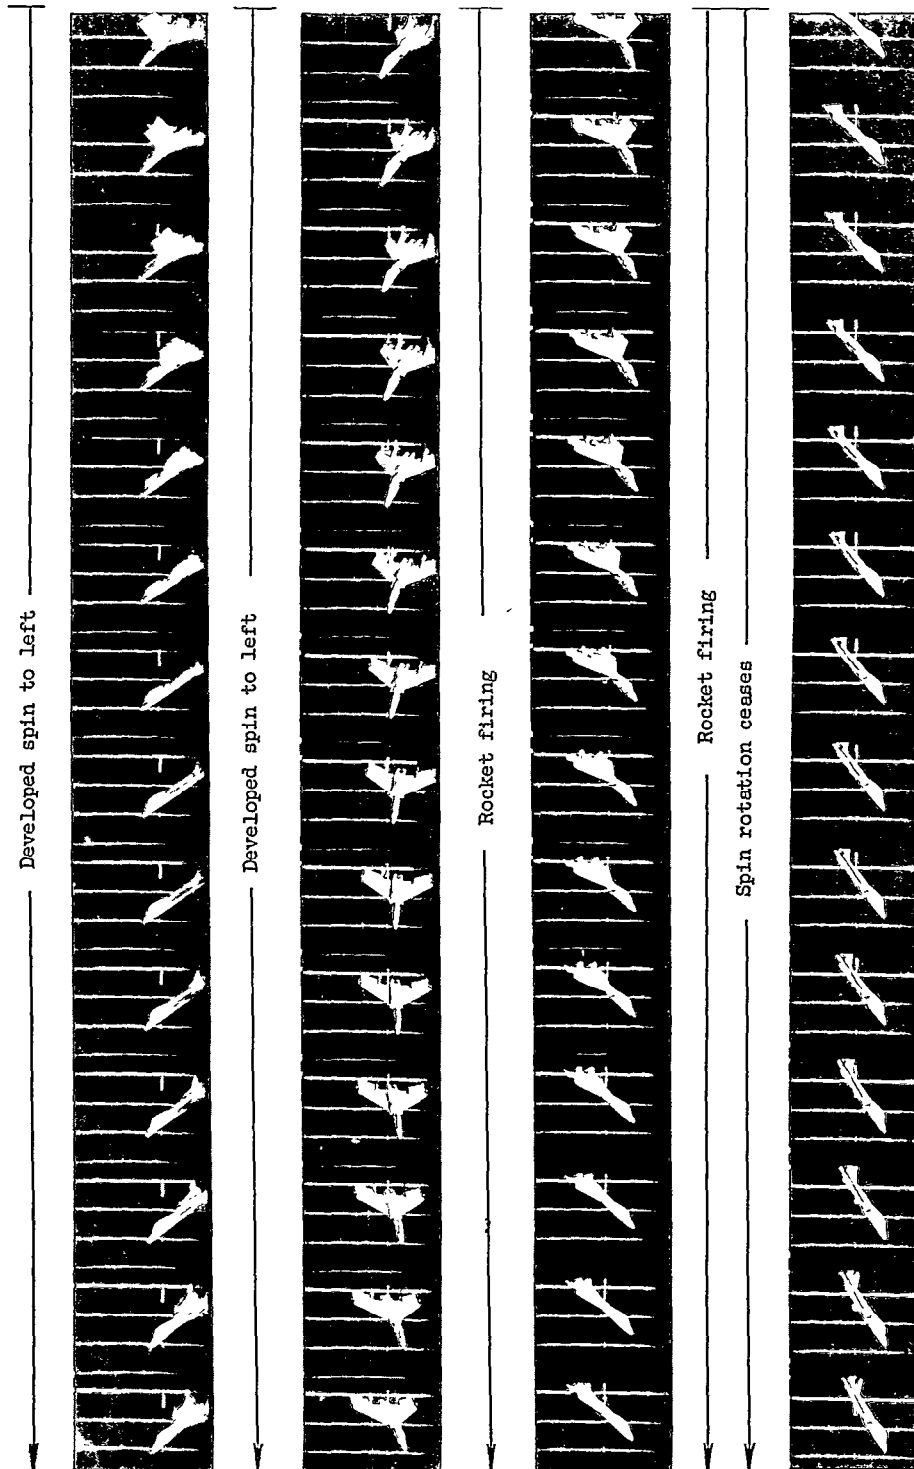 Developed spin to left
Developed spin to left
Rocket firing
Rocket firing
Spin rotation ceases